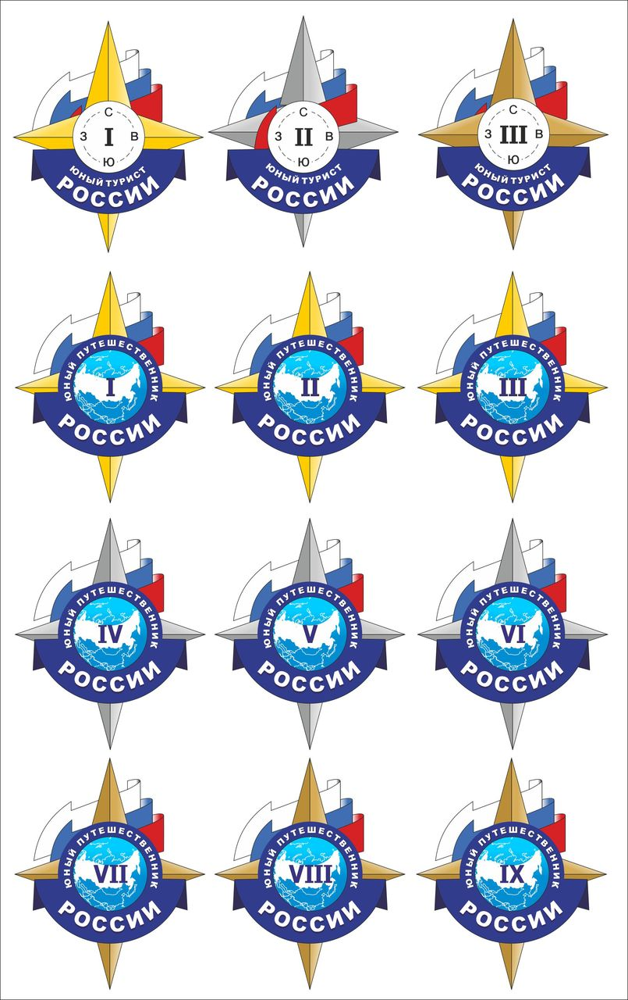 С
З I В
Ю
ЮНЫЙ ТУРИСТ
РОССИИ
С
З II В
Ю
ЮНЫЙ ТУРИСТ
РОССИИ
С
З III В
Ю
ЮНЫЙ ТУРИСТ
РОССИИ
ЮНЫЙ ПУТЕШЕСТВЕННИК
I
РОССИИ
ЮНЫЙ ПУТЕШЕСТВЕННИК
II
РОССИИ
ЮНЫЙ ПУТЕШЕСТВЕННИК
III
РОССИИ
ЮНЫЙ ПУТЕШЕСТВЕННИК
IV
РОССИИ
ЮНЫЙ ПУТЕШЕСТВЕННИК
V
РОССИИ
ЮНЫЙ ПУТЕШЕСТВЕННИК
VI
РОССИИ
ЮНЫЙ ПУТЕШЕСТВЕННИК
VII
РОССИИ
ЮНЫЙ ПУТЕШЕСТВЕННИК
VIII
РОССИИ
ЮНЫЙ ПУТЕШЕСТВЕННИК
IX
РОССИИ